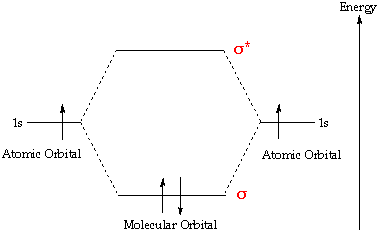 Energy
σ*
1s
1s
Atomic Orbital
Atomic Orbital
σ
Molecular Orbital